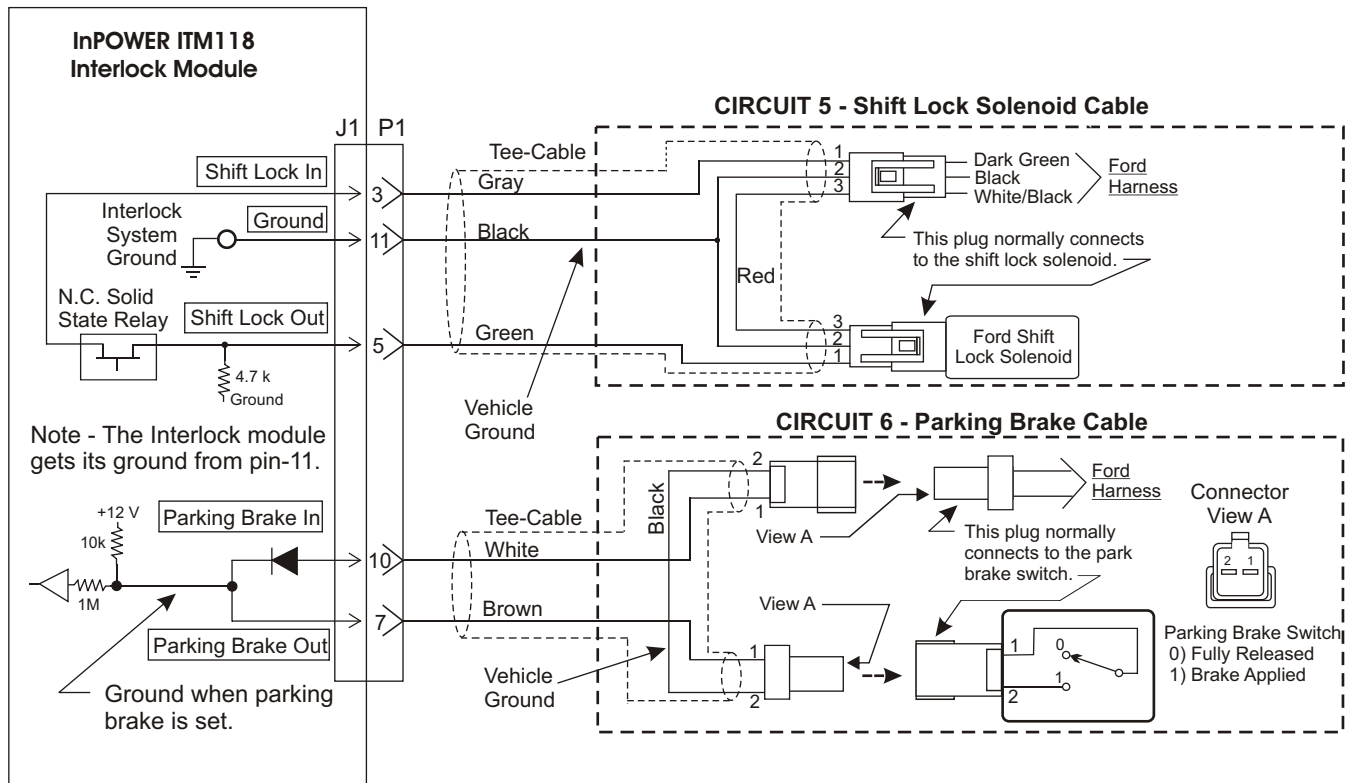 InPOWER ITM118
Interlock Module
J1 P1
Shift Lock In
3
Interlock
System
Ground
Ground
11
N.C. Solid
State Relay
Shift Lock Out
5
4.7 k
Ground
Note - The Interlock module
gets its ground from pin-11.
+12 V
10k
1M
Parking Brake In
10
7
Parking Brake Out
Ground when parking
brake is set.
CIRCUIT 5 - Shift Lock Solenoid Cable
Tee-Cable
Gray
Black
Green
Vehicle
Ground
Red
1
2
3
Dark Green
Black
White/Black
Ford
Harness
This plug normally connects
to the shift lock solenoid.
3
2
1
Ford Shift
Lock Solenoid
CIRCUIT 6 - Parking Brake Cable
Tee-Cable
White
Brown
Black
Vehicle
Ground
2
1
View A
Ford
Harness
This plug normally
connects to the park
brake switch.
Connector
View A
2 1
View A
1
2
1
2
0
1
Parking Brake Switch
0) Fully Released
1) Brake Applied